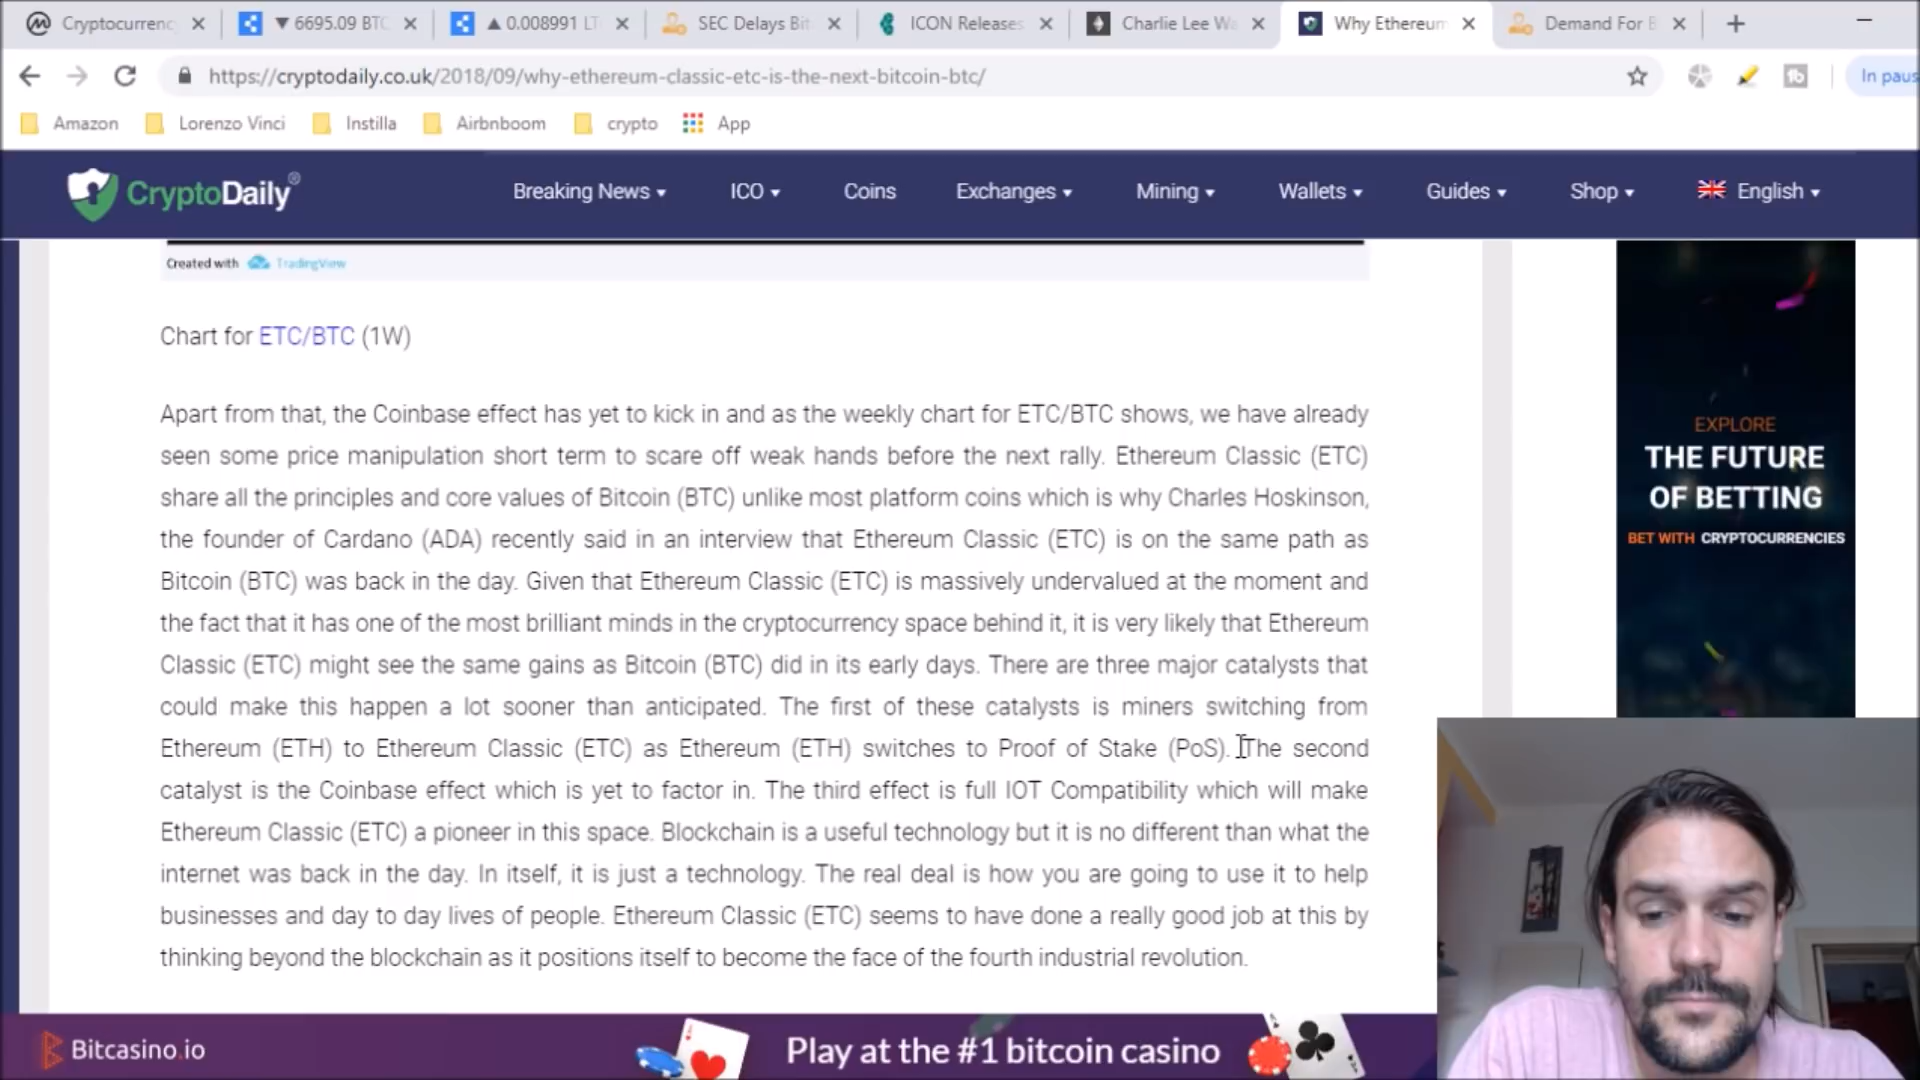 Cryptocurrenc
▼ 6695.09 BTC
▲ 0.008991 LT
SEC Delays Bit
ICON Releases
Charlie Lee Wa
Why Ethereum
Demand For B
https://cryptodaily.co.uk/2018/09/why-ethereum-classic-etc-is-the-next-bitcoin-btc/
In paus
Amazon
Lorenzo Vinci
Instilla
Airbnboom
crypto
App
CryptoDaily®
Breaking News
ICO
Coins
Exchanges
Mining
Wallets
Guides
Shop
English
Created with TradingView
Chart for ETC/BTC (1W)
Apart from that, the Coinbase effect has yet to kick in and as the weekly chart for ETC/BTC shows, we have already
seen some price manipulation short term to scare off weak hands before the next rally. Ethereum Classic (ETC)
share all the principles and core values of Bitcoin (BTC) unlike most platform coins which is why Charles Hoskinson,
the founder of Cardano (ADA) recently said in an interview that Ethereum Classic (ETC) is on the same path as
Bitcoin (BTC) was back in the day. Given that Ethereum Classic (ETC) is massively undervalued at the moment and
the fact that it has one of the most brilliant minds in the cryptocurrency space behind it, it is very likely that Ethereum
Classic (ETC) might see the same gains as Bitcoin (BTC) did in its early days. There are three major catalysts that
could make this happen a lot sooner than anticipated. The first of these catalysts is miners switching from
Ethereum (ETH) to Ethereum Classic (ETC) as Ethereum (ETH) switches to Proof of Stake (PoS). The second
catalyst is the Coinbase effect which is yet to factor in. The third effect is full IOT Compatibility which will make
Ethereum Classic (ETC) a pioneer in this space. Blockchain is a useful technology but it is no different than what the
internet was back in the day. In itself, it is just a technology. The real deal is how you are going to use it to help
businesses and day to day lives of people. Ethereum Classic (ETC) seems to have done a really good job at this by
thinking beyond the blockchain as it positions itself to become the face of the fourth industrial revolution.
EXPLORE
THE FUTURE
OF BETTING
BET WITH CRYPTOCURRENCIES
Bitcasino.io
Play at the #1 bitcoin casino